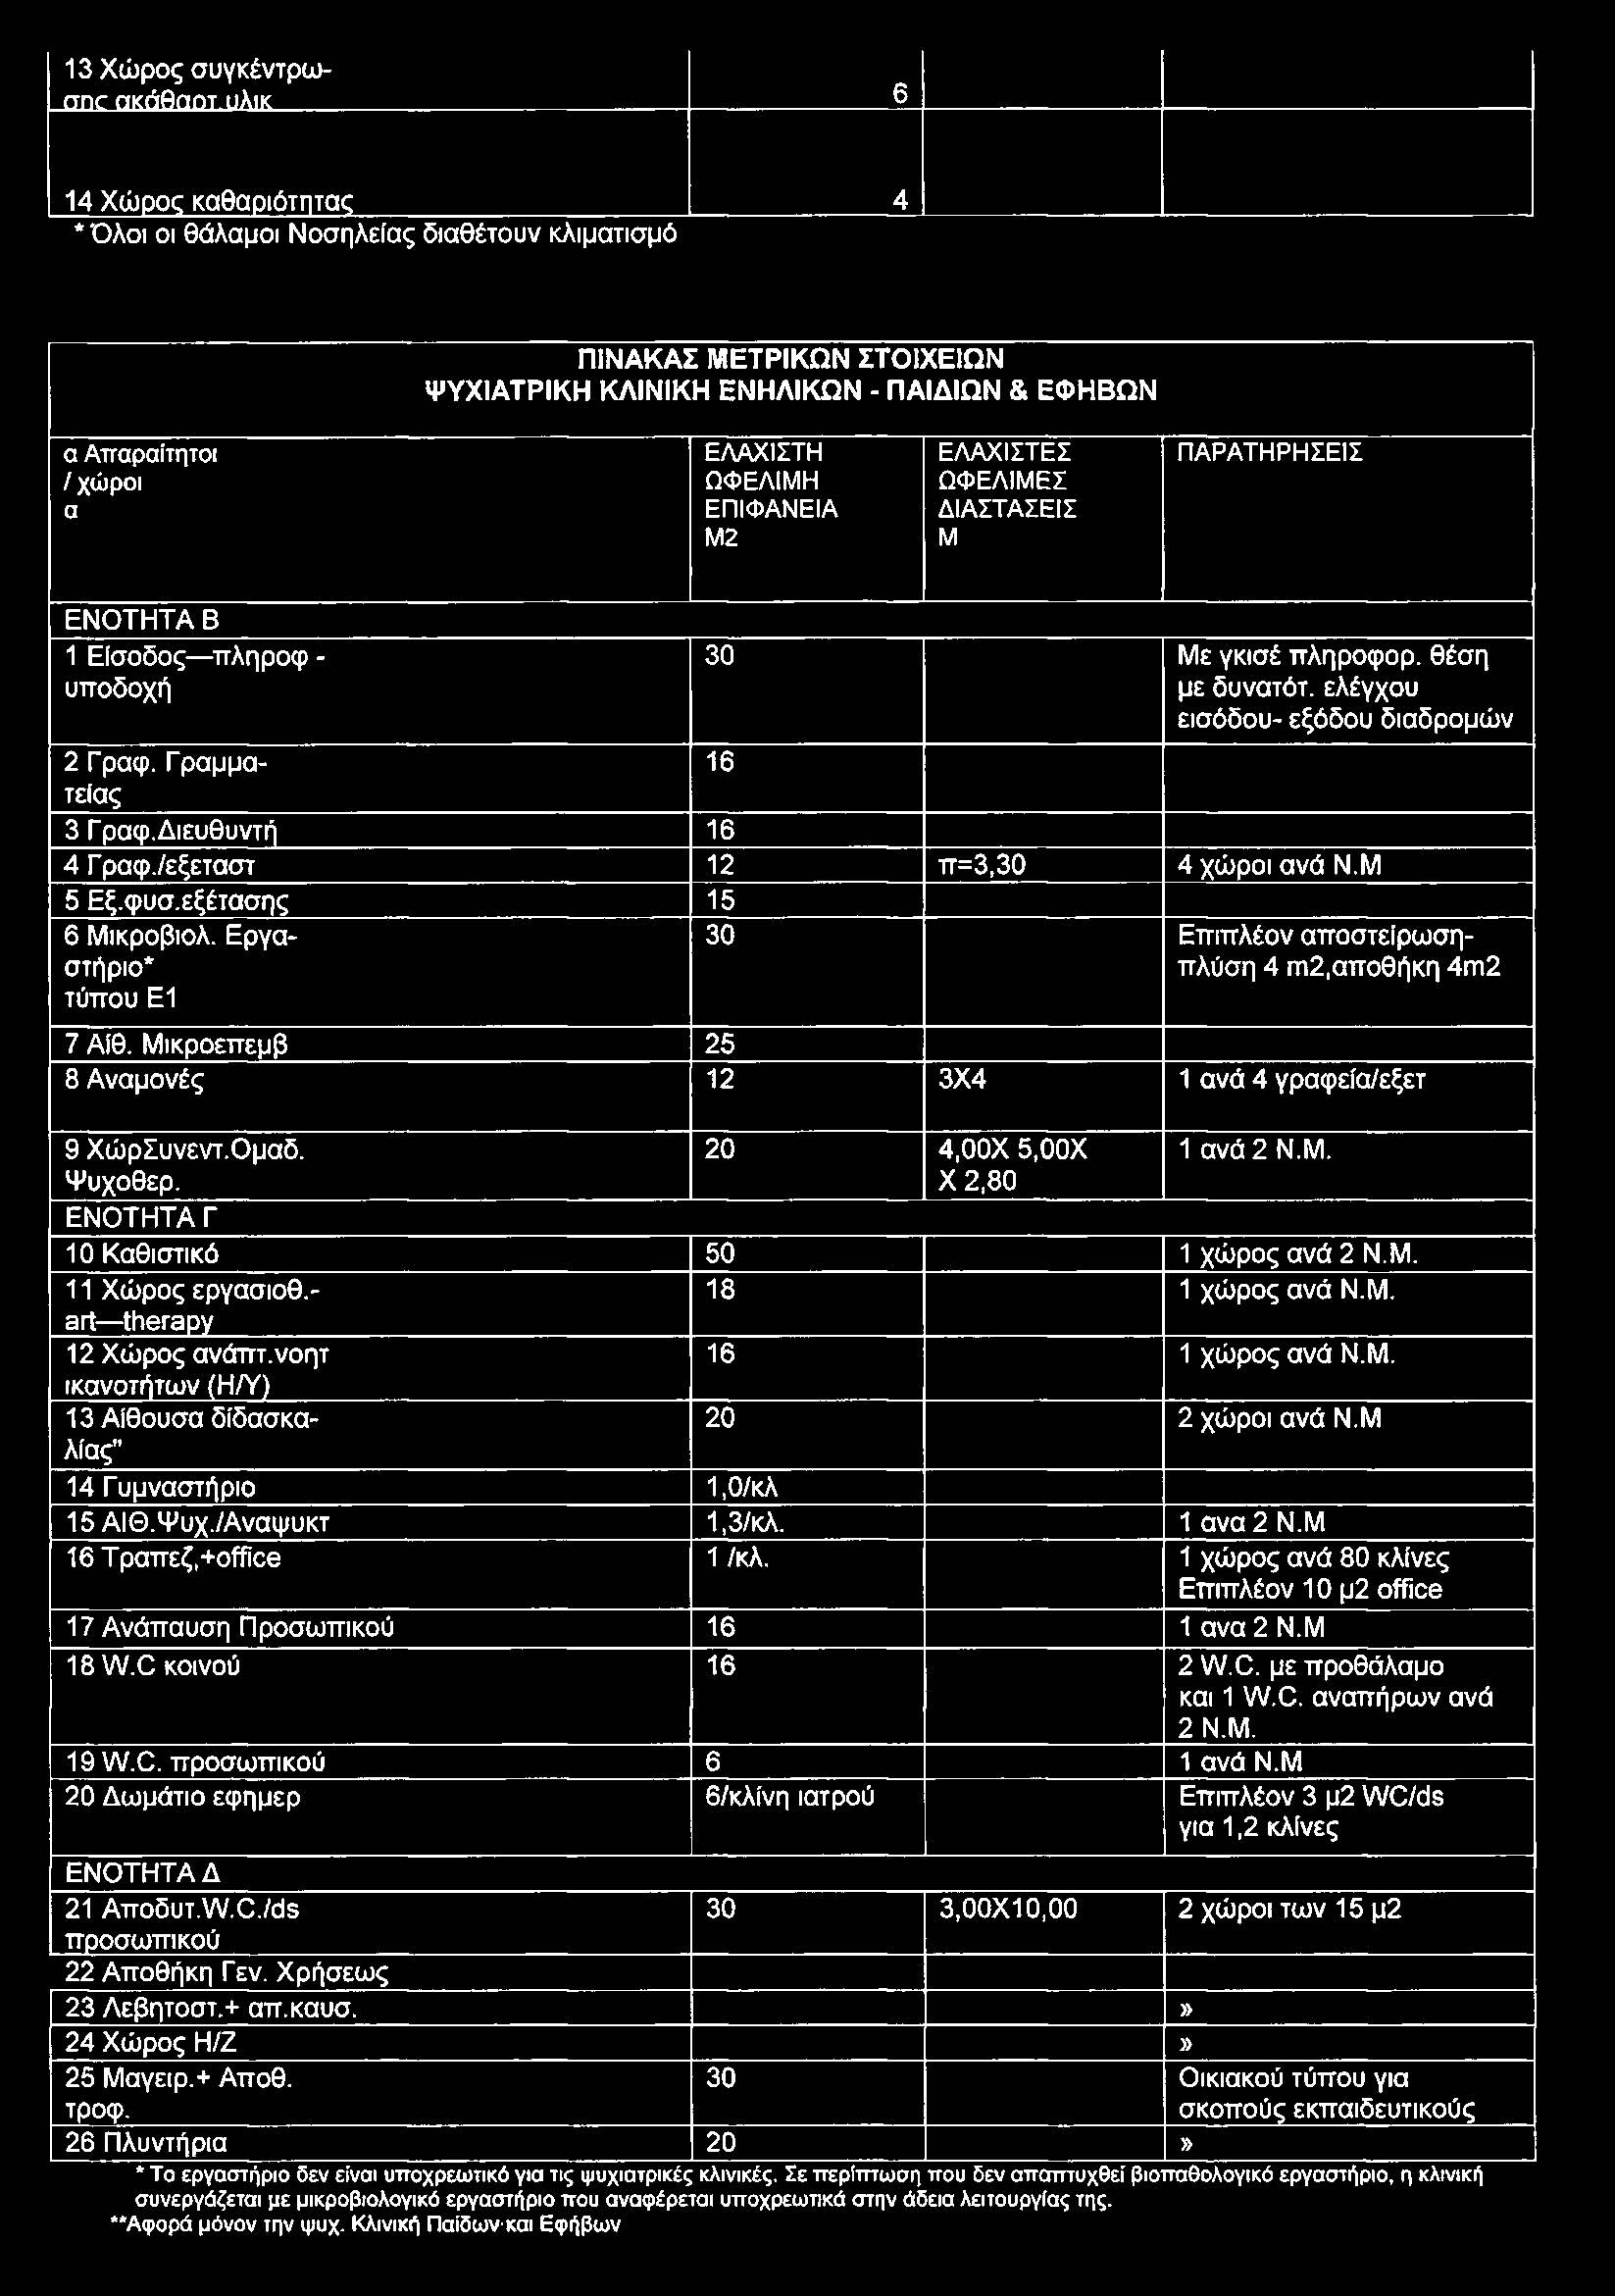 13 Χώρος συγκέντρω-
σης ακάθαρτ.υλικ 6
14 Χώρος καθαριότητας 4
* Όλοι οι θάλαμοι Νοσηλείας διαθέτουν κλιματισμό
ΠΙΝΑΚΑΣ ΜΕΤΡΙΚΩΝ ΣΤΟΙΧΕΙΩΝ
ΨΥΧΙΑΤΡΙΚΗ ΚΛΙΝΙΚΗ ΕΝΗΛΙΚΩΝ - ΠΑΙΔΙΩΝ & ΕΦΗΒΩΝ
α Απαραίτητοι ΕΛΑΧΙΣΤΗ ΕΛΑΧΙΣΤΕΣ ΠΑΡΑΤΗΡΗΣΕΙΣ
/ χώροι ΩΦΕΛΙΜΗ ΩΦΕΛΙΜΕΣ
α ΕΠΙΦΑΝΕΙΑ ΔΙΑΣΤΑΣΕΙΣ
Μ2 Μ
ΕΝΟΤΗΤΑ Β
1 Είσοδος—πληροφ - 30 Με γκισέ πληροφορ. θέση
υποδοχή με δυνατότ. ελέγχου
εισόδου- εξόδου διαδρομών
2 Γραφ. Γραμμα- 16
τείας
3 Γραφ.Διευθυντή 16
4 Γραφ./εξεταστ 12 π=3,30 4 χώροι ανά Ν.Μ
5 Εξ.φυσ.εξέτασης 15
6 Μικροβιολ. Εργα- 30 Επιπλέον αποστείρωση-
στήριο* πλύση 4 m2,αποθήκη 4m2
τύπου Ε1
7 Αίθ. Μικροεπεμβ 25
8 Αναμονές 12 3Χ4 1 ανά 4 γραφεία/εξετ
9 ΧώρΣυνεντ.Ομαδ. 20 4,00Χ 5,00Χ 1 ανά 2 Ν.Μ.
Ψυχοθερ. Χ 2,80
ΕΝΟΤΗΤΑ Γ
10 Καθιστικό 50 1 χώρος ανά 2 Ν.Μ.
11 Χώρος εργασιοθ.- 18 1 χώρος ανά Ν.Μ.
art—therapy
12 Χώρος ανάπτ.νοητ 16 1 χώρος ανά Ν.Μ.
ικανοτήτων (Η/Υ)
13 Αίθουσα δίδασκα- 20 2 χώροι ανά Ν.Μ
λίας"
14 Γυμναστήριο 1,0/κλ
15 ΑΙΘ.Ψυχ./Αναψυκτ 1,3/κλ. 1 ανα 2 Ν.Μ
16 Τραπεζ,+office 1 /κλ. 1 χώρος ανά 80 κλίνες
Επιπλέον 10 μ2 office
17 Ανάπαυση Προσωπικού 16 1 ανα 2 Ν.Μ
18 W.C κοινού 16 2 W.C. με προθάλαμο
και 1 W.C. αναπήρων ανά
2 Ν.Μ.
19 W.C. προσωπικού 6 1 ανά Ν.Μ
20 Δωμάτιο εφημερ 6/κλίνη ιατρού Επιπλέον 3 μ2 WC/ds
για 1,2 κλίνες
ΕΝΟΤΗΤΑ Δ
21 Αποδυτ.W.C./ds 30 3,00Χ10,00 2 χώροι των 15 μ2
προσωπικού
22 Αποθήκη Γεν. Χρήσεως
23 Λεβητοστ.+ απ.καυσ. »
24 Χώρος Η/Ζ »
25 Μαγειρ.+ Αποθ. 30 Οικιακού τύπου για
τροφ. σκοπούς εκπαιδευτικούς
26 Πλυντήρια 20 »
* Το εργαστήριο δεν είναι υποχρεωτικό για τις ψυχιατρικές κλινικές. Σε περίπτωση που δεν απαπτυχθεί βιοπαθολογικό εργαστήριο, η κλινική
συνεργάζεται με μικροβιολογικό εργαστήριο που αναφέρεται υποχρεωτικά στην άδεια λειτουργίας της.
**Αφορά μόνον την ψυχ. Κλινική Παίδων·και Εφήβων